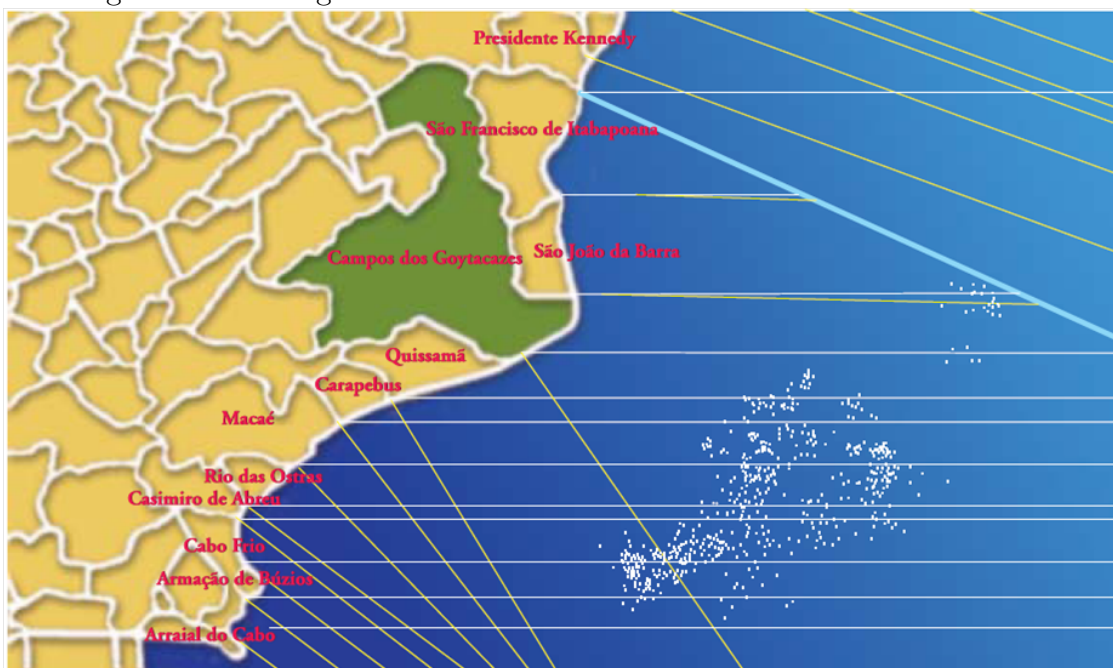 Presidente Kennedy
São Francisco de Itabapoana
São João da Barra
Campos dos Goytacazes
Quissamã
Carapebus
Macaé
Rio das Ostras
Casimiro de Abreu
Cabo Frio
Armação de Búzios
Arraial do Cabo